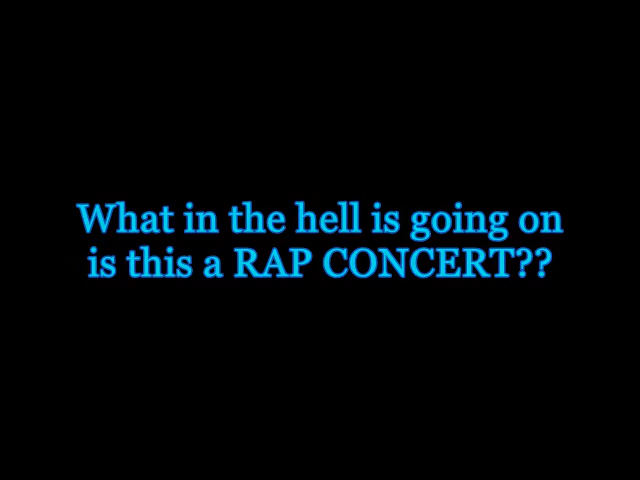 What in the hell is going on
is this a RAP CONCERT??